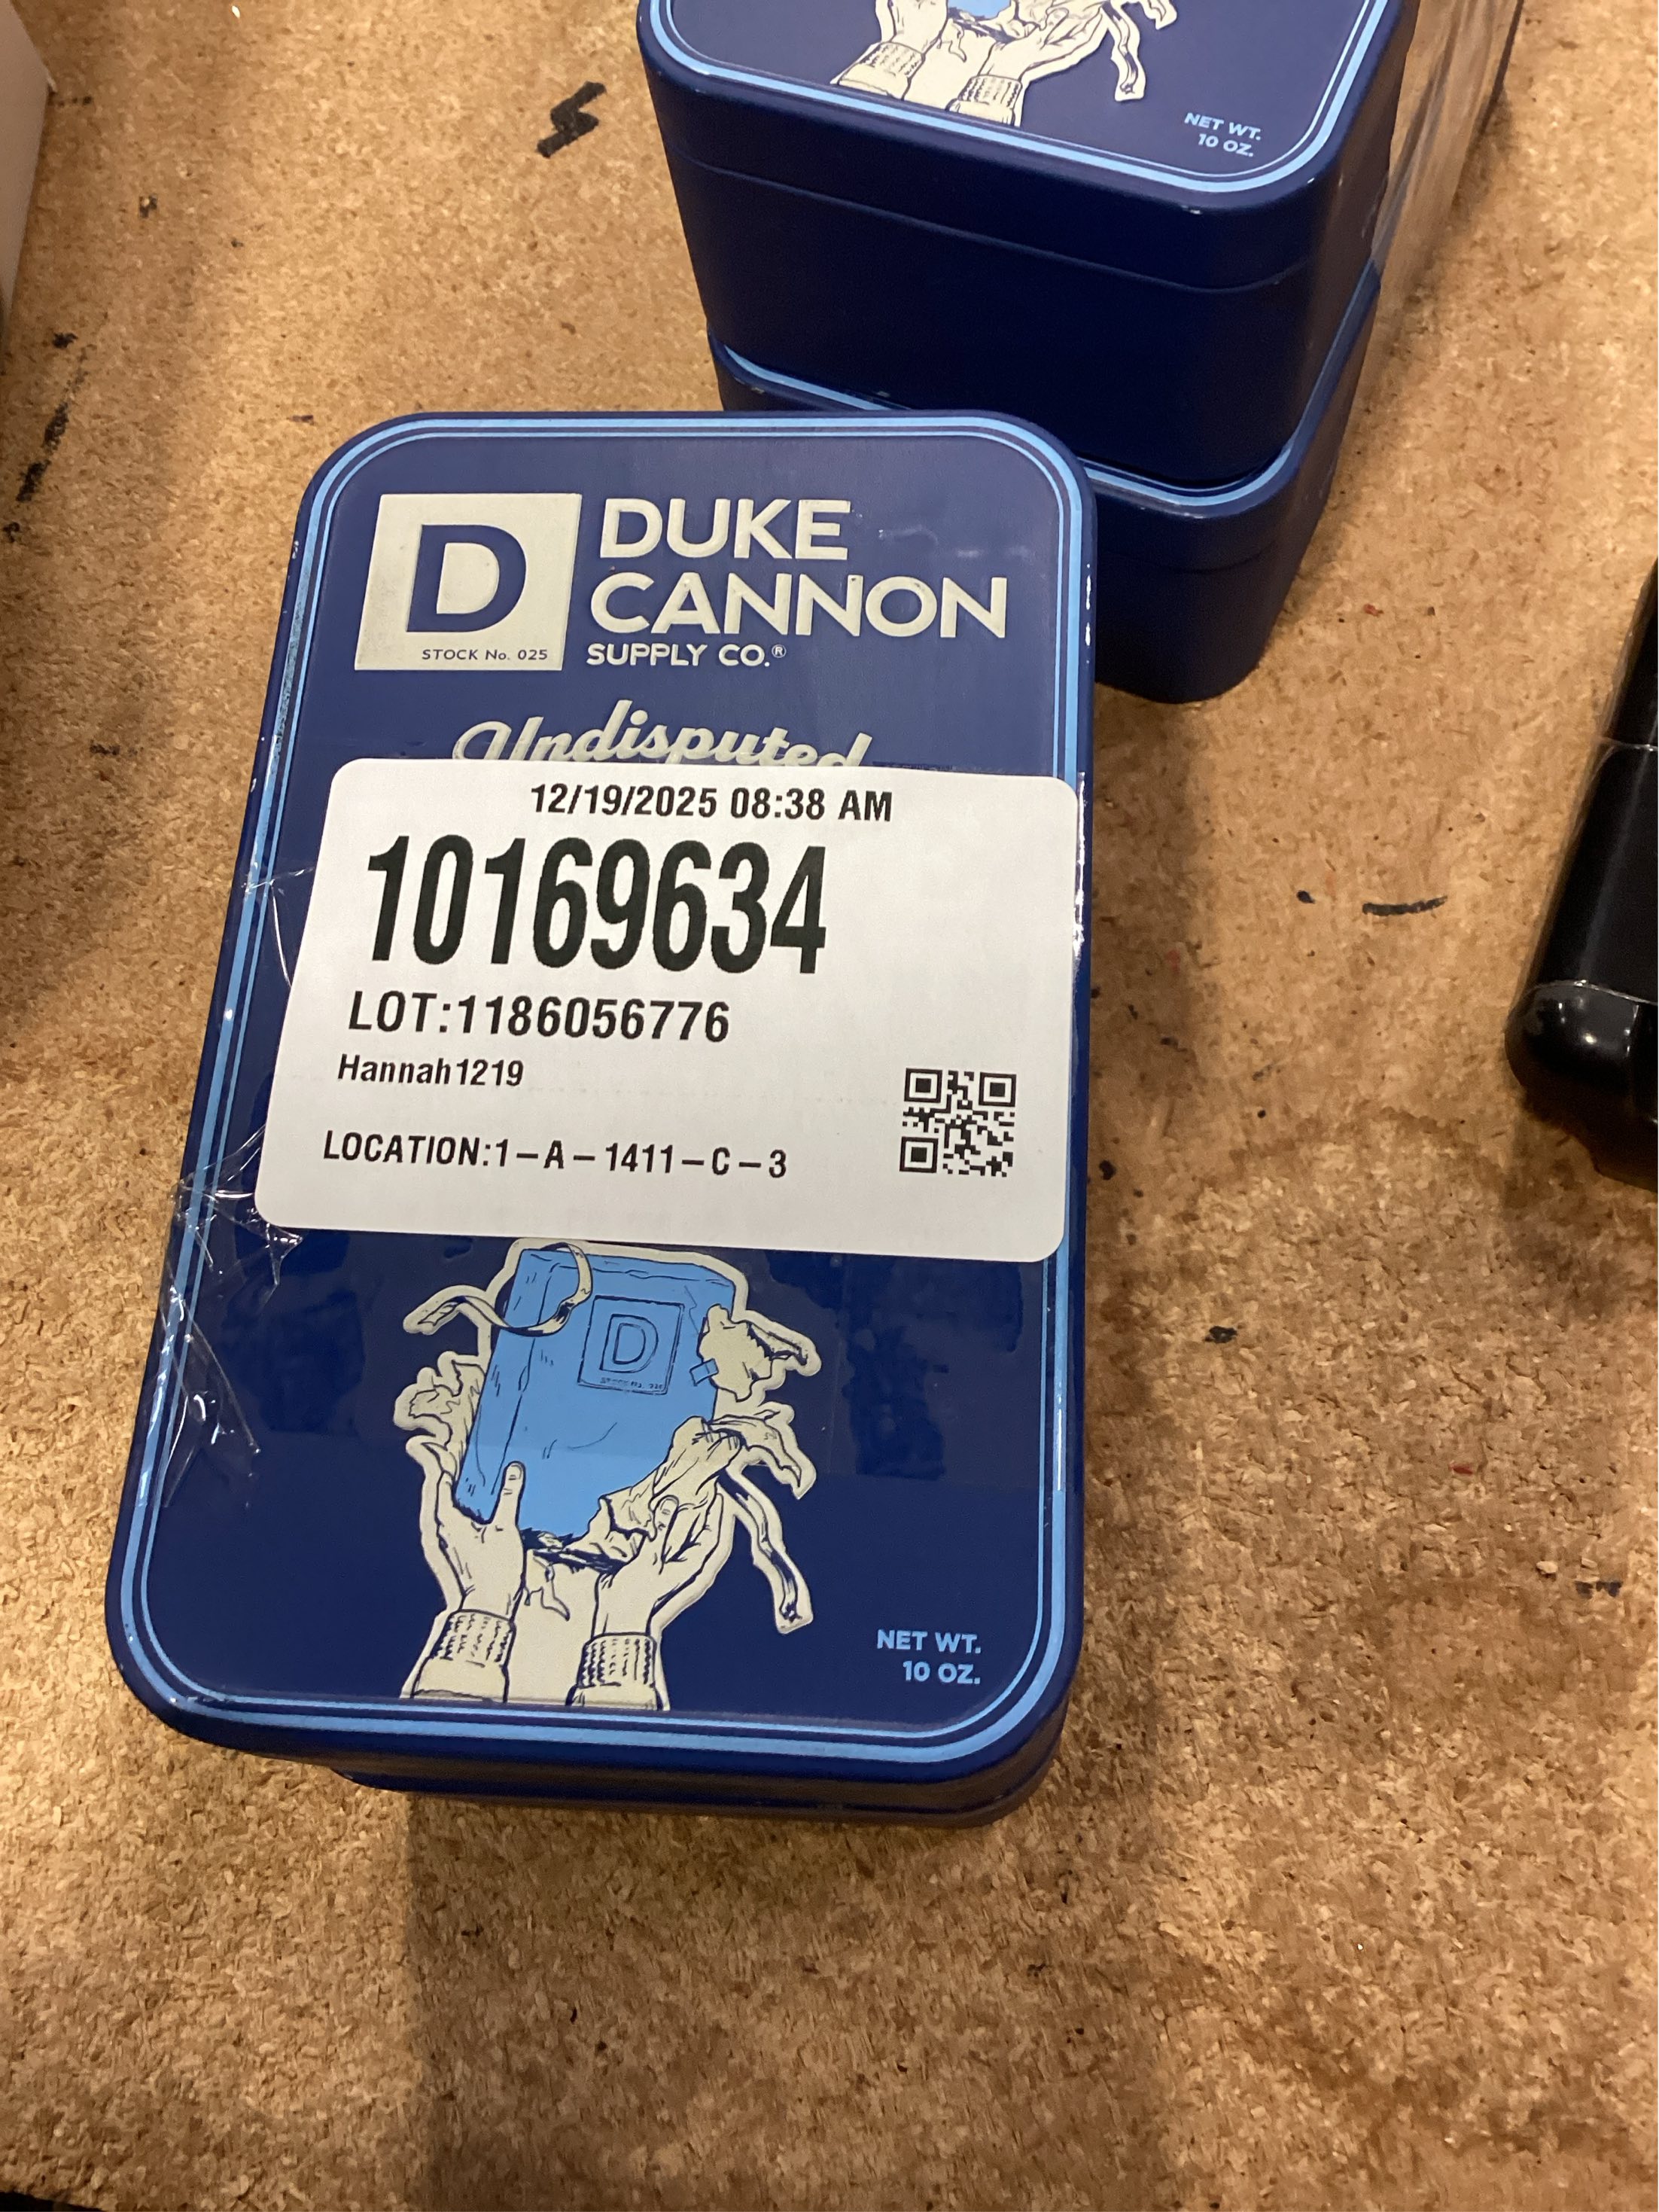 NET WT.
10 OZ.
D
STOCK No. 025
DUKE
CANNON
SUPPLY CO.®
Undisputed
12/19/2025 08:38 AM
10169634
LOT:1186056776
Hannah1219
LOCATION:1-A-1411-C-3
D
NET WT.
10 OZ.